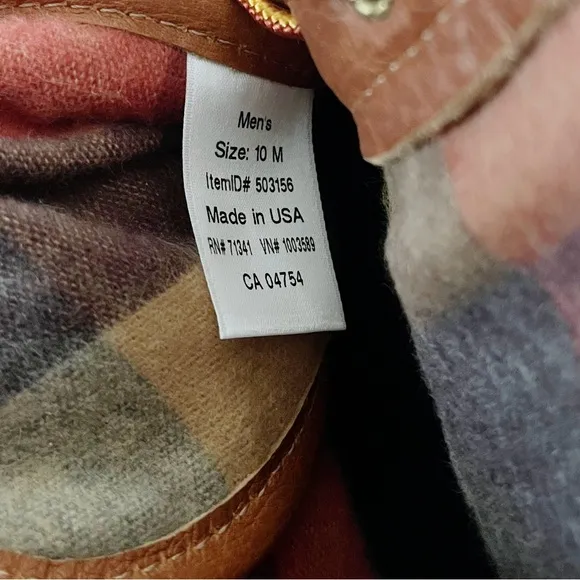 Men's
Size: 10 M
ItemID# 503156
Made in USA
RN# 71341 VN# 1003589
CA 04754